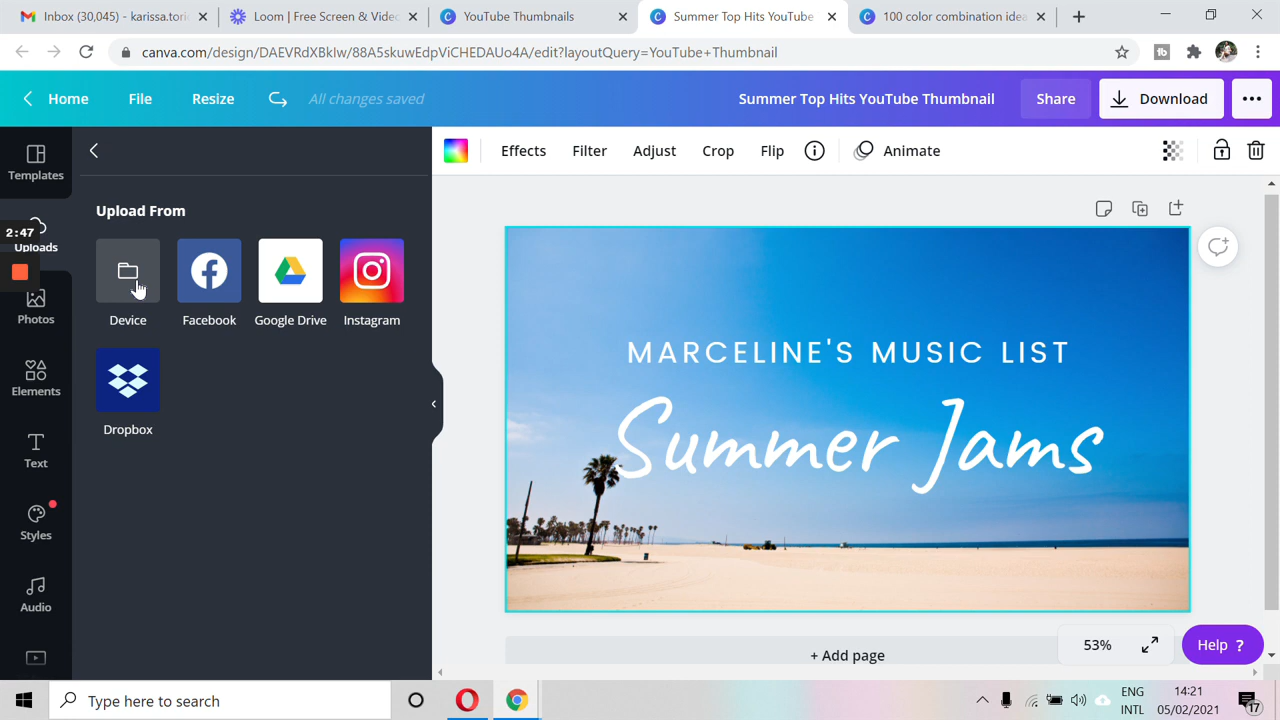 Inbox (30,045) - karissa.tori
Loom | Free Screen & Vide
YouTube Thumbnails
Summer Top Hits YouTube
100 color combination idea
canva.com/design/DAEVRdXBkIw/88A5skuwEdpViCHEDAUo4A/edit?layoutQuery=YouTube+Thumbnail
Home
File
Resize
All changes saved
Summer Top Hits YouTube Thumbnail
Share
Download
Effects
Filter
Adjust
Crop
Flip
Animate
Templates
2:47
Uploads
Photos
Elements
Text
Styles
Audio
Upload From
Device
Facebook
Google Drive
Instagram
Dropbox
MARCELINE'S MUSIC LIST
Summer Jams
+ Add page
53%
Help ?
Type here to search
ENG
INTL
14:21
05/02/2021
17